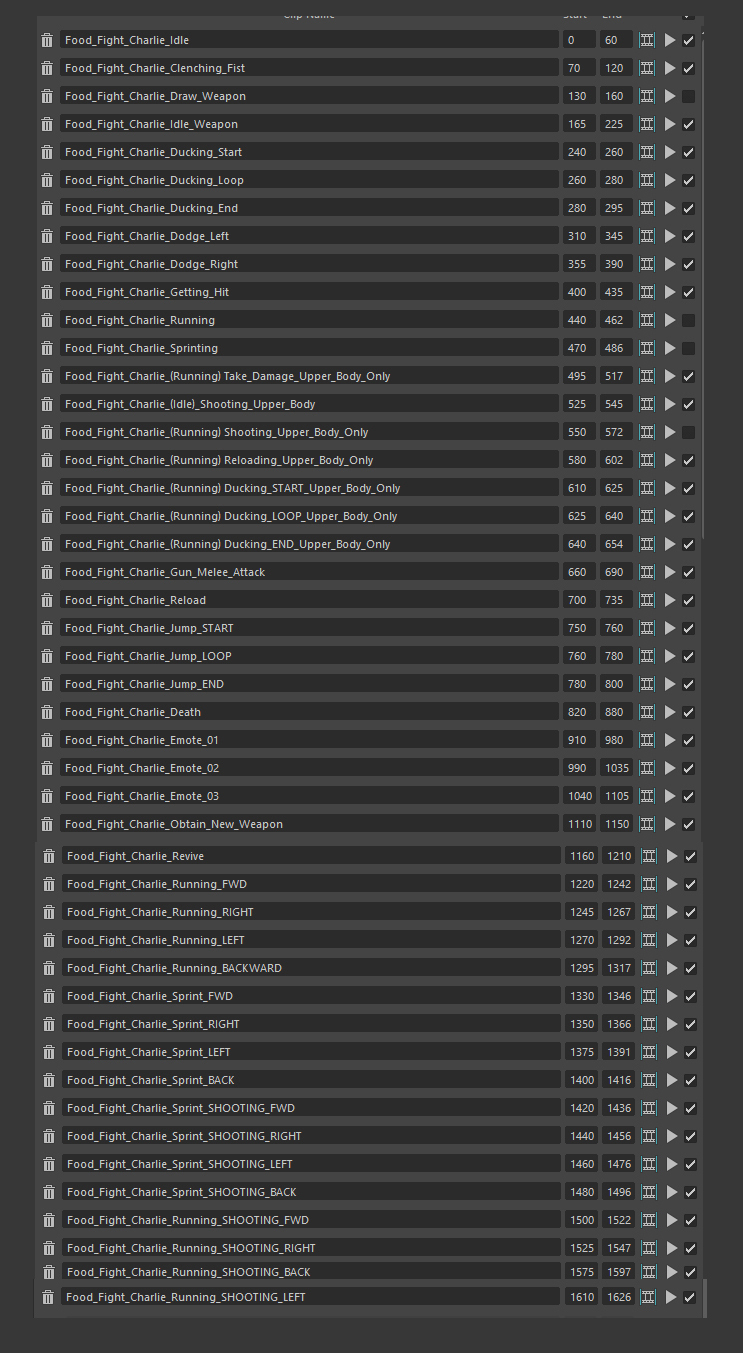 Clip Name Start End
Food_Fight_Charlie_Idle 0 60
Food_Fight_Charlie_Clenching_Fist 70 120
Food_Fight_Charlie_Draw_Weapon 130 160
Food_Fight_Charlie_Idle_Weapon 165 225
Food_Fight_Charlie_Ducking_Start 240 260
Food_Fight_Charlie_Ducking_Loop 260 280
Food_Fight_Charlie_Ducking_End 280 295
Food_Fight_Charlie_Dodge_Left 310 345
Food_Fight_Charlie_Dodge_Right 355 390
Food_Fight_Charlie_Getting_Hit 400 435
Food_Fight_Charlie_Running 440 462
Food_Fight_Charlie_Sprinting 470 486
Food_Fight_Charlie_(Running) Take_Damage_Upper_Body_Only 495 517
Food_Fight_Charlie_(Idle)_Shooting_Upper_Body 525 545
Food_Fight_Charlie_(Running) Shooting_Upper_Body_Only 550 572
Food_Fight_Charlie_(Running) Reloading_Upper_Body_Only 580 602
Food_Fight_Charlie_(Running) Ducking_START_Upper_Body_Only 610 625
Food_Fight_Charlie_(Running) Ducking_LOOP_Upper_Body_Only 625 640
Food_Fight_Charlie_(Running) Ducking_END_Upper_Body_Only 640 654
Food_Fight_Charlie_Gun_Melee_Attack 660 690
Food_Fight_Charlie_Reload 700 735
Food_Fight_Charlie_Jump_START 750 760
Food_Fight_Charlie_Jump_LOOP 760 780
Food_Fight_Charlie_Jump_END 780 800
Food_Fight_Charlie_Death 820 880
Food_Fight_Charlie_Emote_01 910 980
Food_Fight_Charlie_Emote_02 990 1035
Food_Fight_Charlie_Emote_03 1040 1105
Food_Fight_Charlie_Obtain_New_Weapon 1110 1150
Food_Fight_Charlie_Revive 1160 1210
Food_Fight_Charlie_Running_FWD 1220 1242
Food_Fight_Charlie_Running_RIGHT 1245 1267
Food_Fight_Charlie_Running_LEFT 1270 1292
Food_Fight_Charlie_Running_BACKWARD 1295 1317
Food_Fight_Charlie_Sprint_FWD 1330 1346
Food_Fight_Charlie_Sprint_RIGHT 1350 1366
Food_Fight_Charlie_Sprint_LEFT 1375 1391
Food_Fight_Charlie_Sprint_BACK 1400 1416
Food_Fight_Charlie_Sprint_SHOOTING_FWD 1420 1436
Food_Fight_Charlie_Sprint_SHOOTING_RIGHT 1440 1456
Food_Fight_Charlie_Sprint_SHOOTING_LEFT 1460 1476
Food_Fight_Charlie_Sprint_SHOOTING_BACK 1480 1496
Food_Fight_Charlie_Running_SHOOTING_FWD 1500 1522
Food_Fight_Charlie_Running_SHOOTING_RIGHT 1525 1547
Food_Fight_Charlie_Running_SHOOTING_BACK 1575 1597
Food_Fight_Charlie_Running_SHOOTING_LEFT 1610 1626